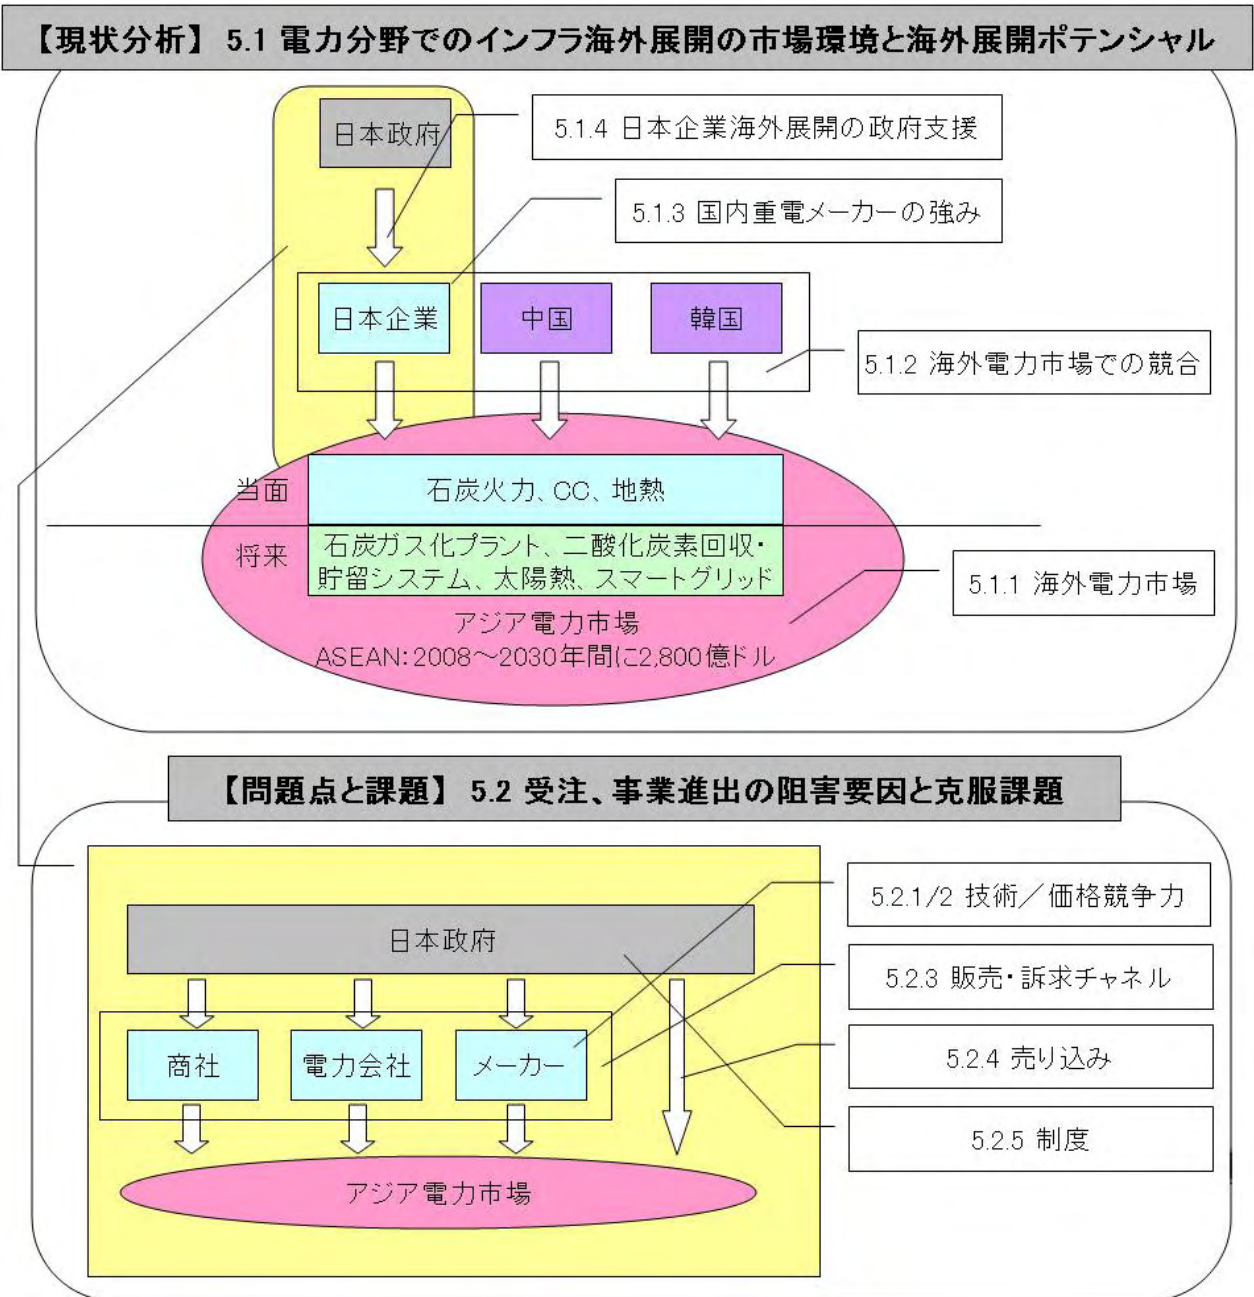 【現状分析】 5.1 電力分野でのインフラ海外展開の市場環境と海外展開ポテンシャル
日本政府
5.1.4 日本企業海外展開の政府支援
5.1.3 国内重電メーカーの強み
日本企業
中国
韓国
5.1.2 海外電力市場での競合
当面
石炭火力、CC、地熱
将来
石炭ガス化プラント、二酸化炭素回収・
貯留システム、太陽熱、スマートグリッド
5.1.1 海外電力市場
アジア電力市場
ASEAN：2008～2030年間に2,800億ドル
【問題点と課題】 5.2 受注、事業進出の阻害要因と克服課題
5.2.1/2 技術／価格競争力
日本政府
5.2.3 販売・訴求チャネル
商社
電力会社
メーカー
5.2.4 売り込み
5.2.5 制度
アジア電力市場